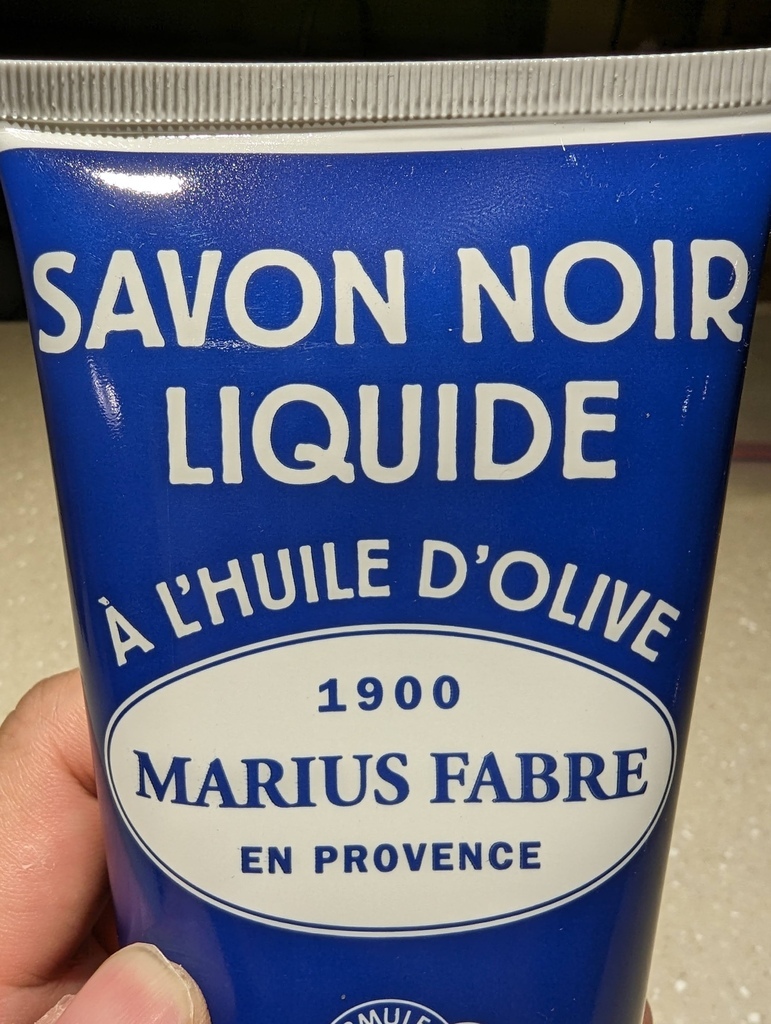 SAVON NOIR
LIQUIDE
À L'HUILE D'OLIVE
1900
MARIUS FABRE
EN PROVENCE